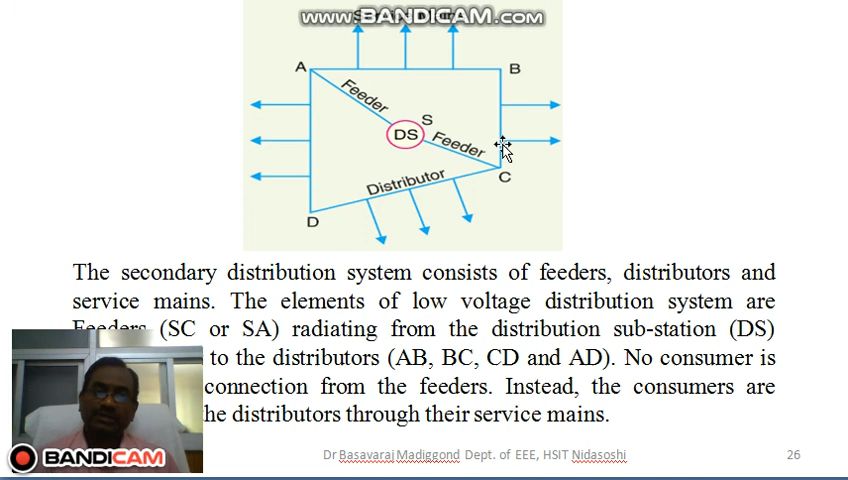 www.BANDICAM.com
A
B
Feeder
S
DS
Feeder
C
Distributor
D
The secondary distribution system consists of feeders, distributors and
service mains. The elements of low voltage distribution system are
Feeders (SC or SA) radiating from the distribution sub-station (DS)
to the distributors (AB, BC, CD and AD). No consumer is
connection from the feeders. Instead, the consumers are
the distributors through their service mains.
BANDICAM
Dr Basavaraj Madiggond Dept. of EEE, HSIT Nidasoshi
26